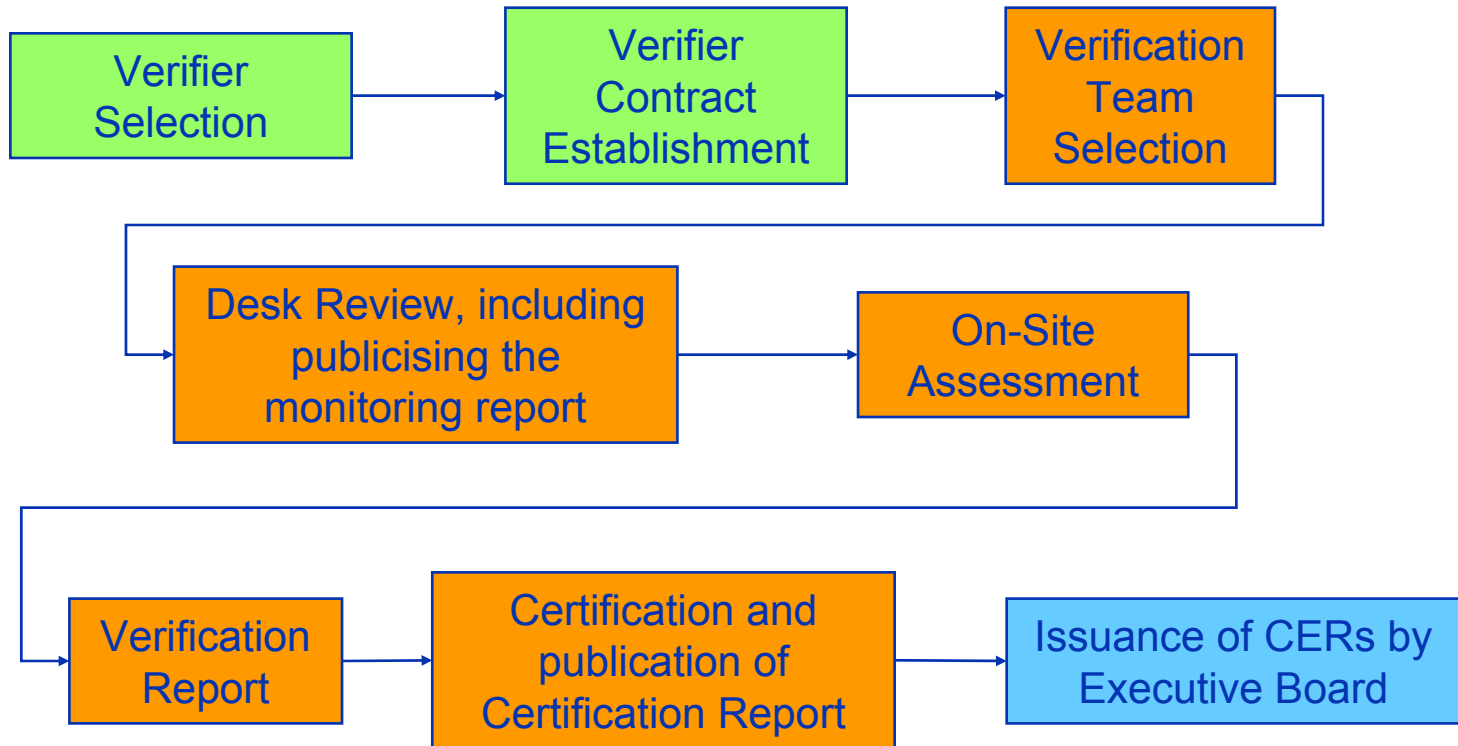 Verifier
Selection
Verifier
Contract
Establishment
Verification
Team
Selection
Desk Review, including
publicising the
monitoring report
On-Site
Assessment
Verification
Report
Certification and
publication of
Certification Report
Issuance of CERs by
Executive Board